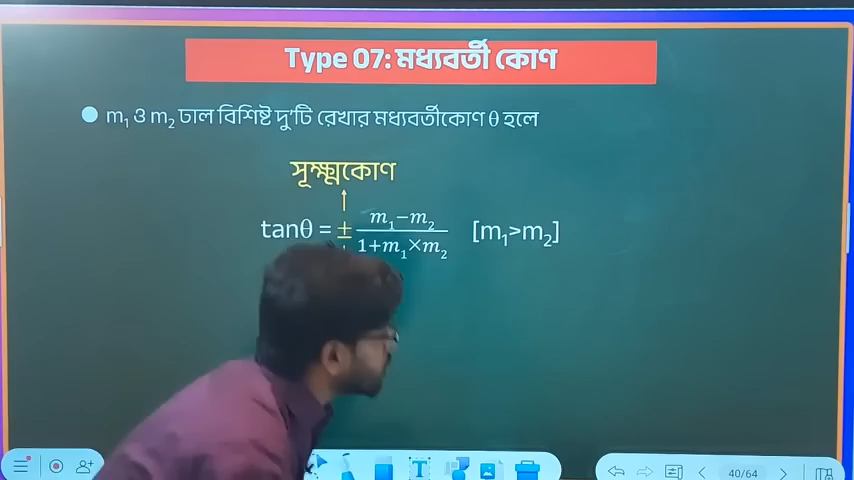 Type 07: মধ্যবর্তী কোণ
m₁ ও m₂ ঢাল বিশিষ্ট দু'টি রেখার মধ্যবর্তীকোণ θ হলে
সূক্ষ্মকোণ
tanθ = ± (m₁−m₂)/(1+m₁×m₂) [m₁>m₂]
T
40/64